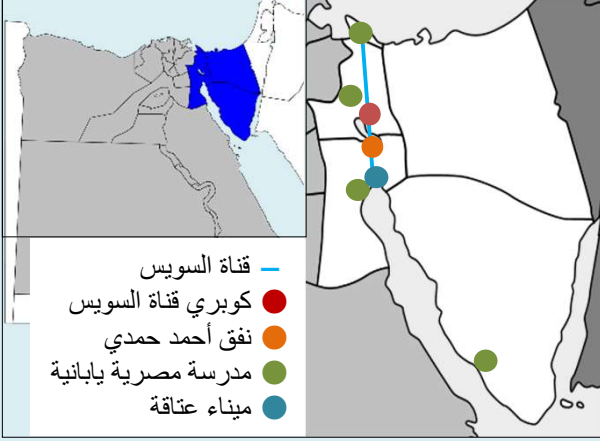 قناة السويس
كوبري قناة السويس
نفق أحمد حمدي
مدرسة مصرية يابانية
ميناء عتاقة